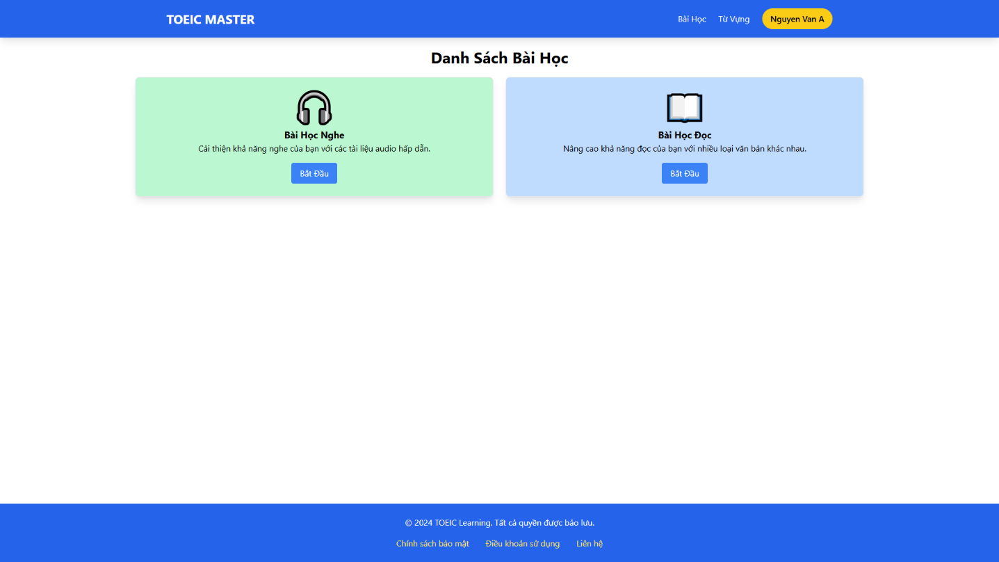 TOEIC MASTER
Bài Học
Từ Vựng
Nguyen Van A
Danh Sách Bài Học
Bài Học Nghe
Cải thiện khả năng nghe của bạn với các tài liệu audio hấp dẫn.
Bắt Đầu
Bài Học Đọc
Nâng cao khả năng đọc của bạn với nhiều loại văn bản khác nhau.
Bắt Đầu
© 2024 TOEIC Learning. Tất cả quyền được bảo lưu.
Chính sách bảo mật
Điều khoản sử dụng
Liên hệ